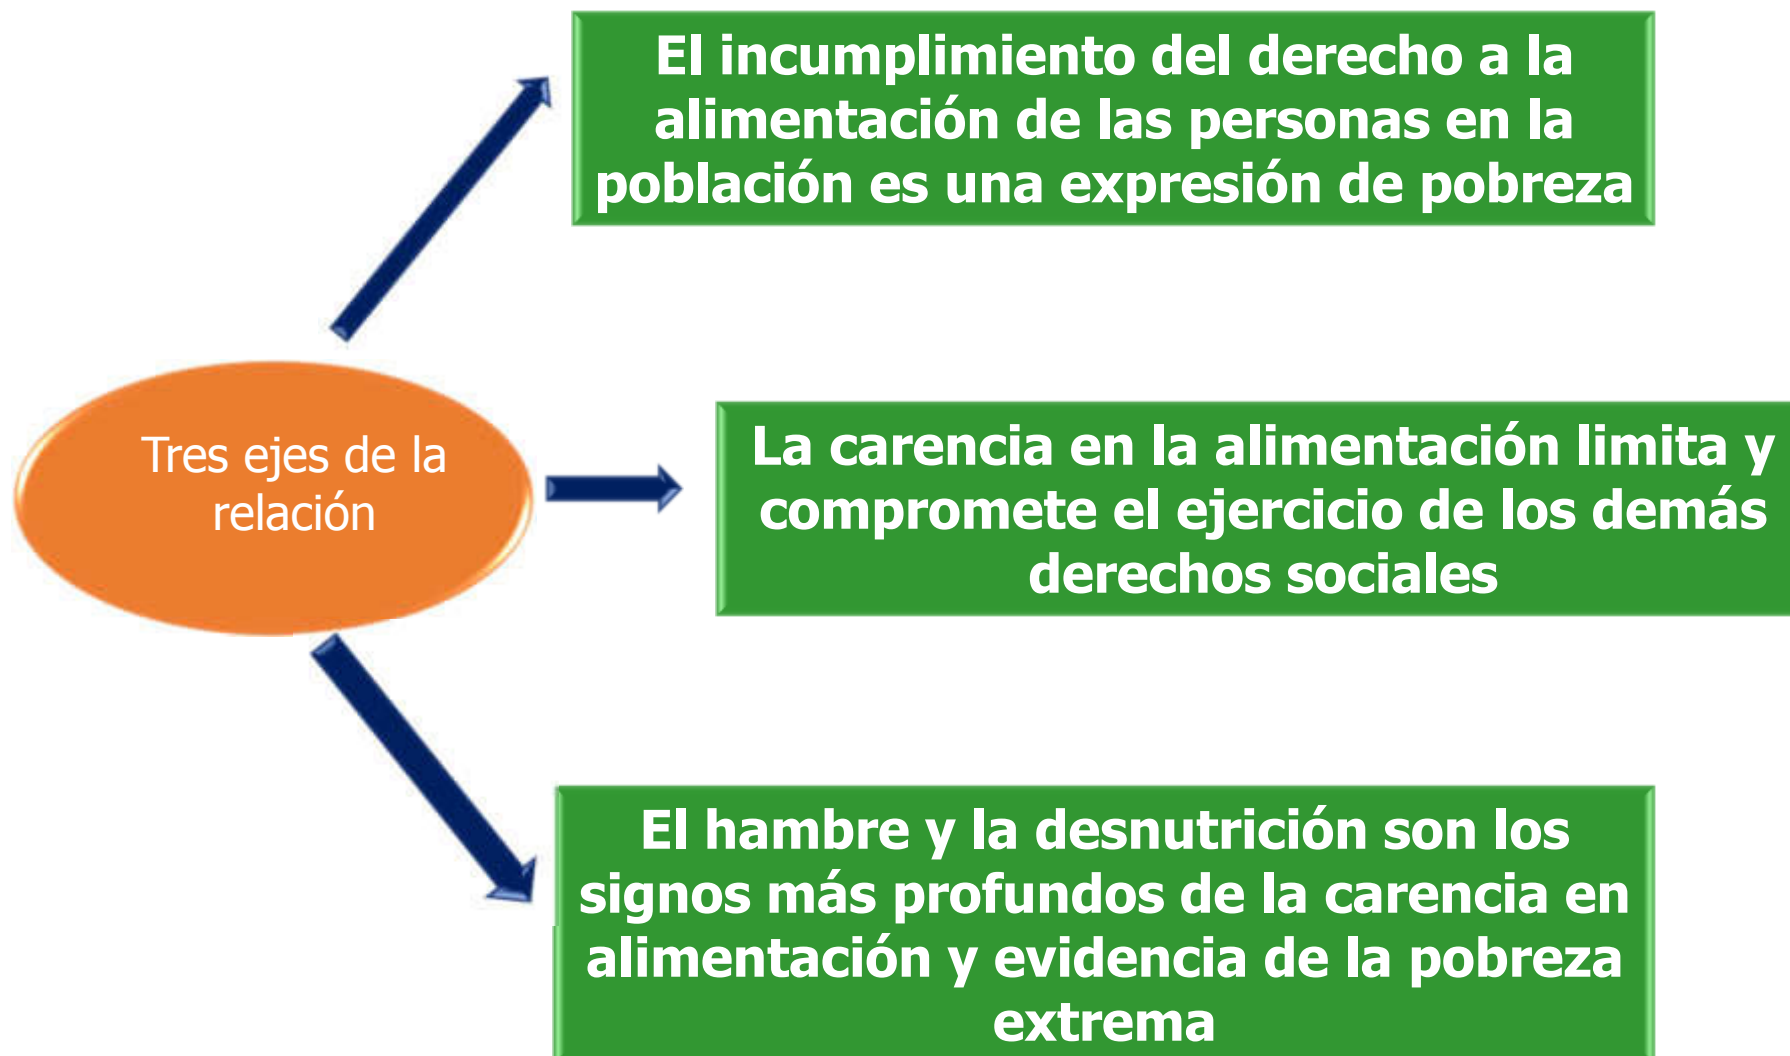 El incumplimiento del derecho a la
alimentación de las personas en la
población es una expresión de pobreza
Tres ejes de la
relación
La carencia en la alimentación limita y
compromete el ejercicio de los demás
derechos sociales
El hambre y la desnutrición son los
signos más profundos de la carencia en
alimentación y evidencia de la pobreza
extrema